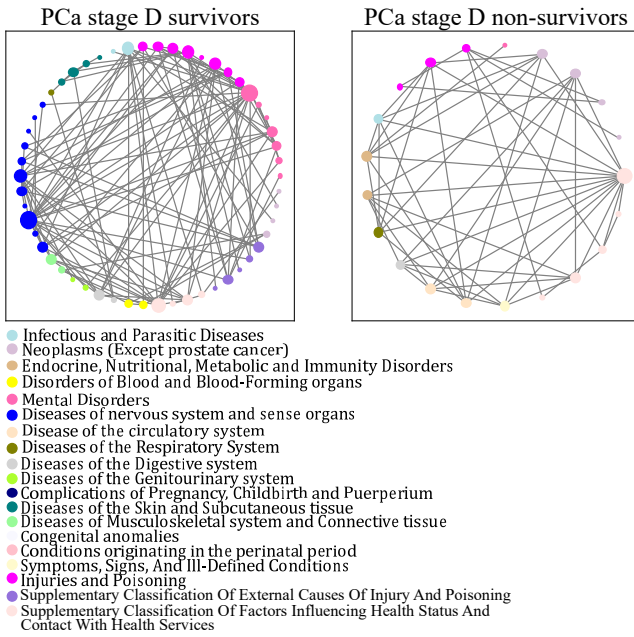 PCa stage D survivors
PCa stage D non-survivors
Infectious and Parasitic Diseases
Neoplasms (Except prostate cancer)
Endocrine, Nutritional, Metabolic and Immunity Disorders
Disorders of Blood and Blood-Forming organs
Mental Disorders
Diseases of nervous system and sense organs
Disease of the circulatory system
Diseases of the Respiratory System
Diseases of the Digestive system
Diseases of the Genitourinary system
Complications of Pregnancy, Childbirth and Puerperium
Diseases of the Skin and Subcutaneous tissue
Diseases of Musculoskeletal system and Connective tissue
Congenital anomalies
Conditions originating in the perinatal period
Symptoms, Signs, And Ill-Defined Conditions
Injuries and Poisoning
Supplementary Classification Of External Causes Of Injury And Poisoning
Supplementary Classification Of Factors Influencing Health Status And
Contact With Health Services